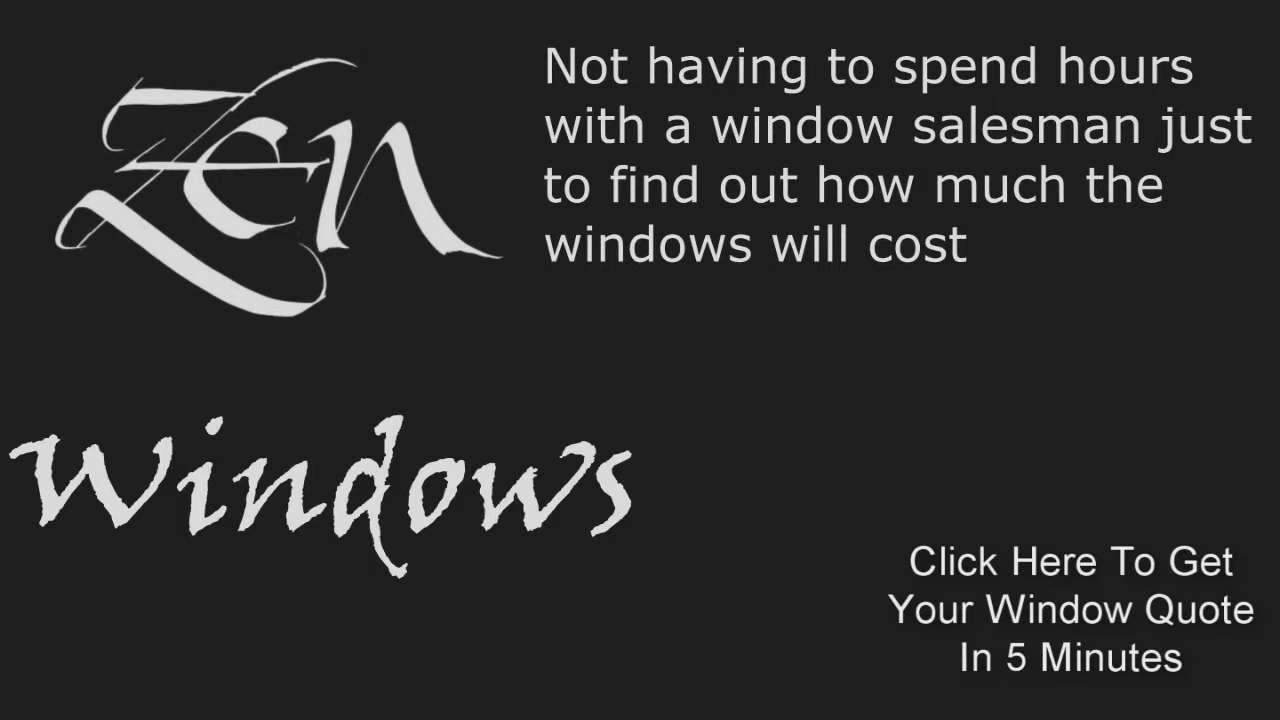 Zen
Not having to spend hours
with a window salesman just
to find out how much the
windows will cost
Windows
Click Here To Get
Your Window Quote
In 5 Minutes